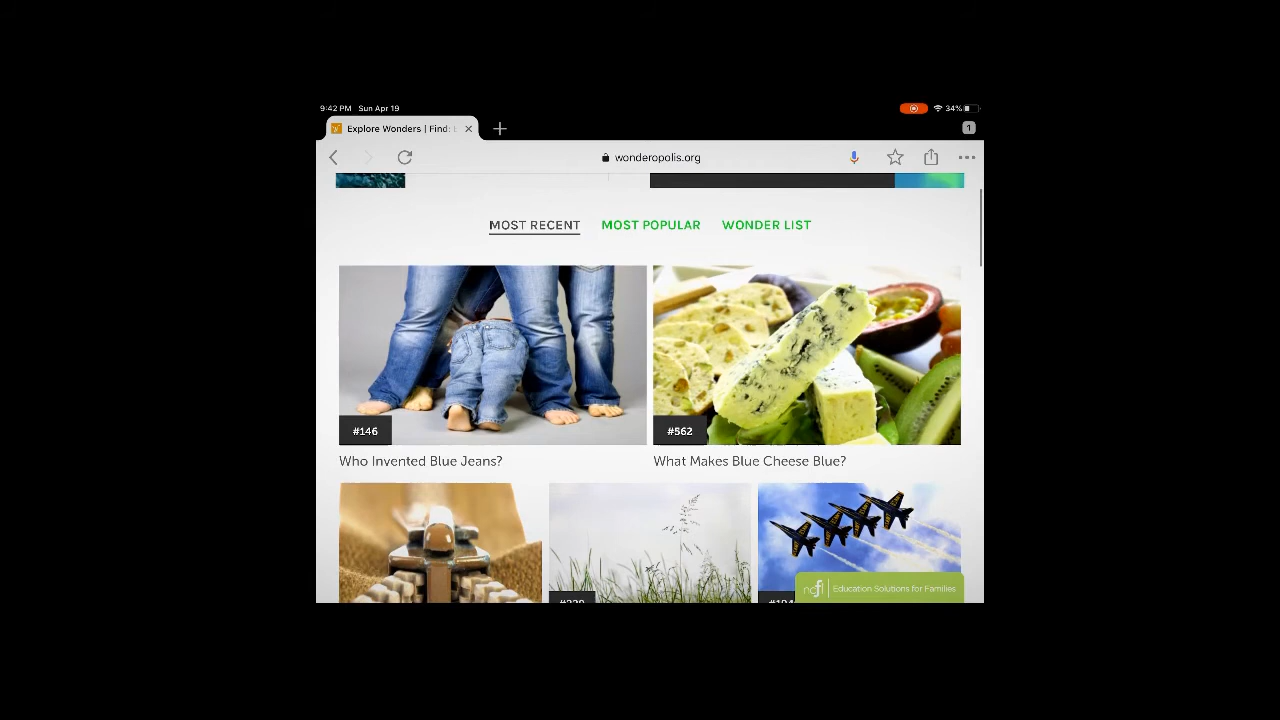 9:42 PM Sun Apr 19
34%
Explore Wonders | Find:
1
wonderopolis.org
MOST RECENT MOST POPULAR WONDER LIST
#146
#562
Who Invented Blue Jeans?
What Makes Blue Cheese Blue?
ncfl Education Solutions for Families